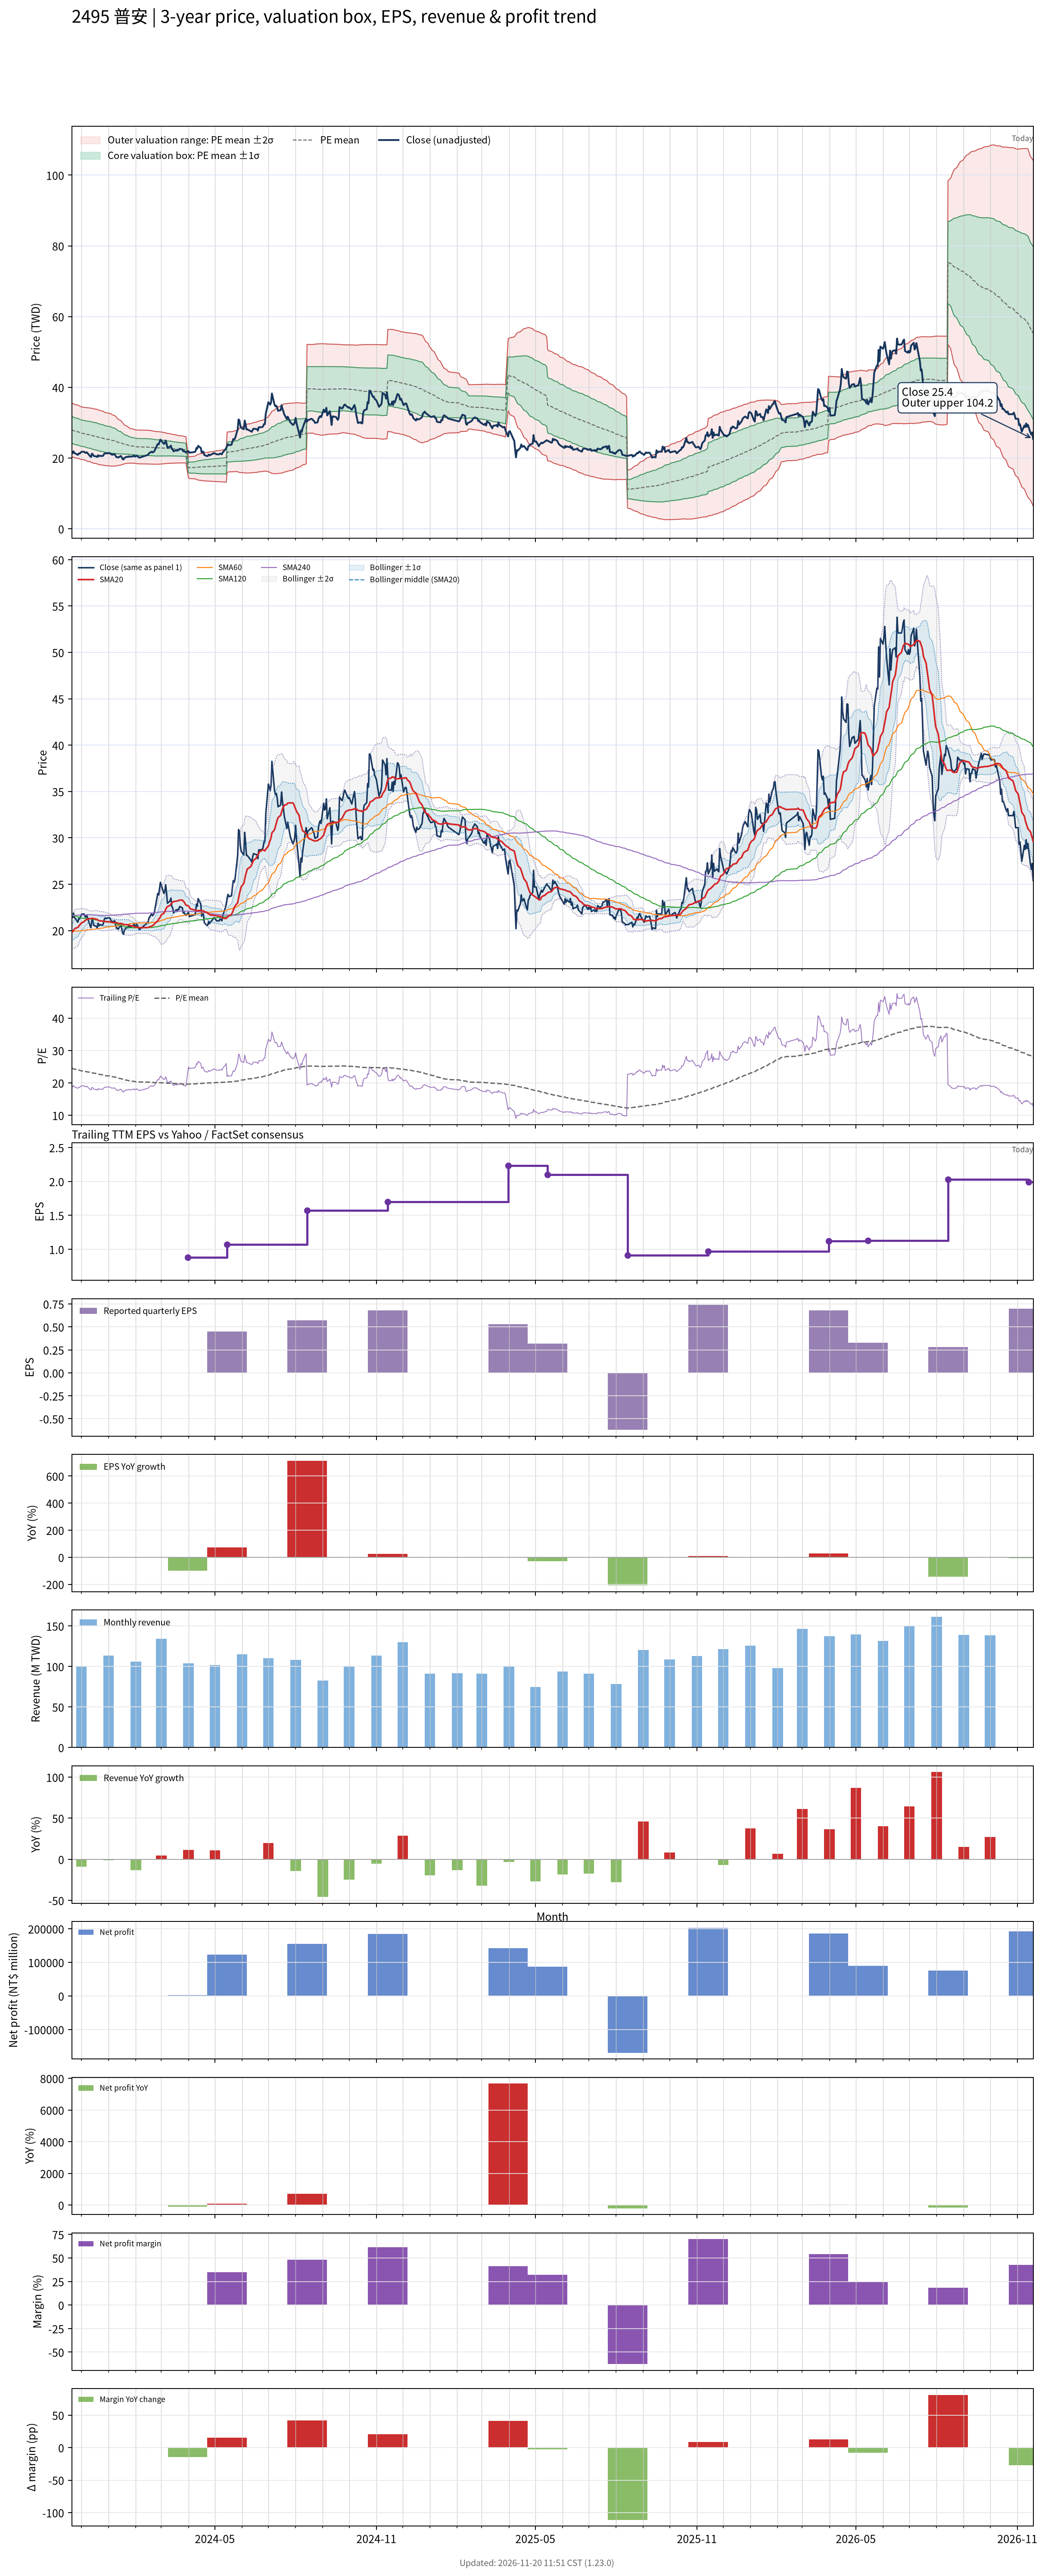 2495 普安 | 3-year price, valuation box, EPS, revenue & profit trend
Outer valuation range: PE mean ±2σ
Core valuation box: PE mean ±1σ
PE mean
Close (unadjusted)
Today
Price (TWD)
100
80
60
40
20
0
Close 25.4
Outer upper 104.2
Close (same as panel 1)
SMA20
SMA60
SMA120
SMA240
Bollinger ±2σ
Bollinger ±1σ
Bollinger middle (SMA20)
Price
60
55
50
45
40
35
30
25
20
Trailing P/E
P/E mean
P/E
40
30
20
10
Trailing TTM EPS vs Yahoo / FactSet consensus
Today
EPS
2.5
2.0
1.5
1.0
Reported quarterly EPS
EPS
0.75
0.50
0.25
0.00
-0.25
-0.50
EPS YoY growth
YoY (%)
600
400
200
0
-200
Monthly revenue
Revenue (M TWD)
150
100
50
0
Revenue YoY growth
YoY (%)
100
50
0
-50
Month
Net profit
Net profit (NT$ million)
200000
100000
0
-100000
Net profit YoY
YoY (%)
8000
6000
4000
2000
0
Net profit margin
Margin (%)
75
50
25
0
-25
-50
Margin YoY change
Δ margin (pp)
50
0
-50
-100
2024-05
2024-11
2025-05
2025-11
2026-05
2026-11
Updated: 2026-11-20 11:51 CST (1.23.0)